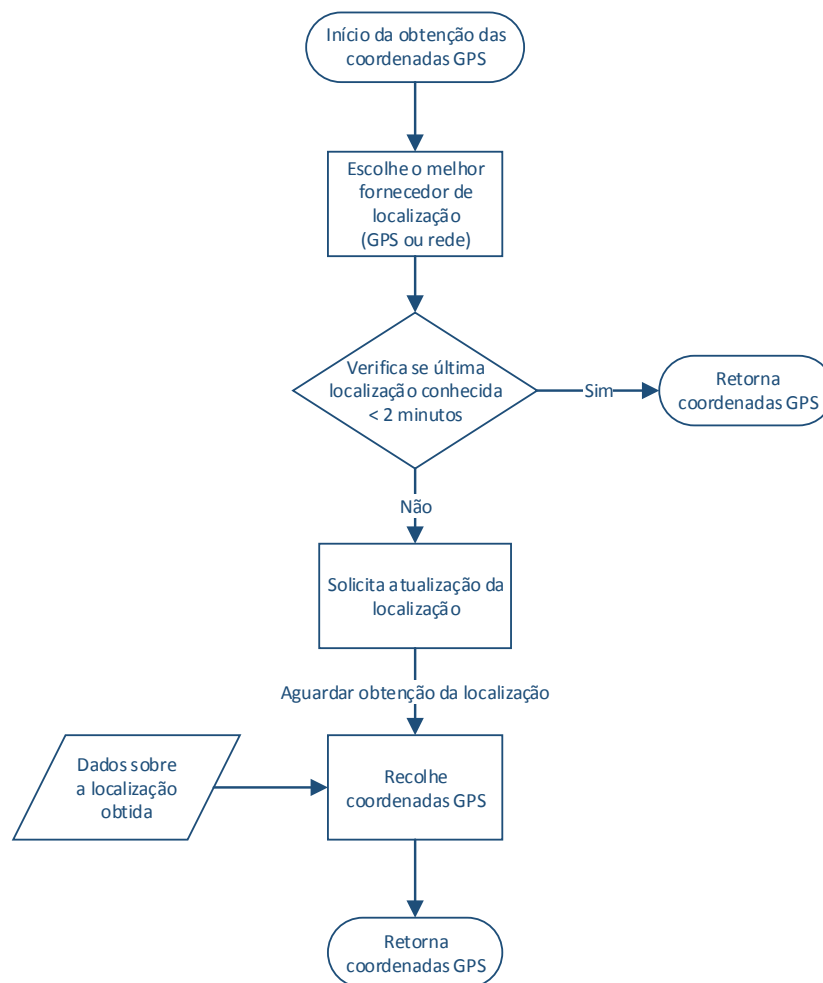 Início da obtenção das
coordenadas GPS
Escolhe o melhor
fornecedor de
localização
(GPS ou rede)
Verifica se última
localização conhecida
< 2 minutos
Sim
Retorna
coordenadas GPS
Não
Solicita atualização da
localização
Aguardar obtenção da localização
Dados sobre
a localização
obtida
Recolhe
coordenadas GPS
Retorna
coordenadas GPS